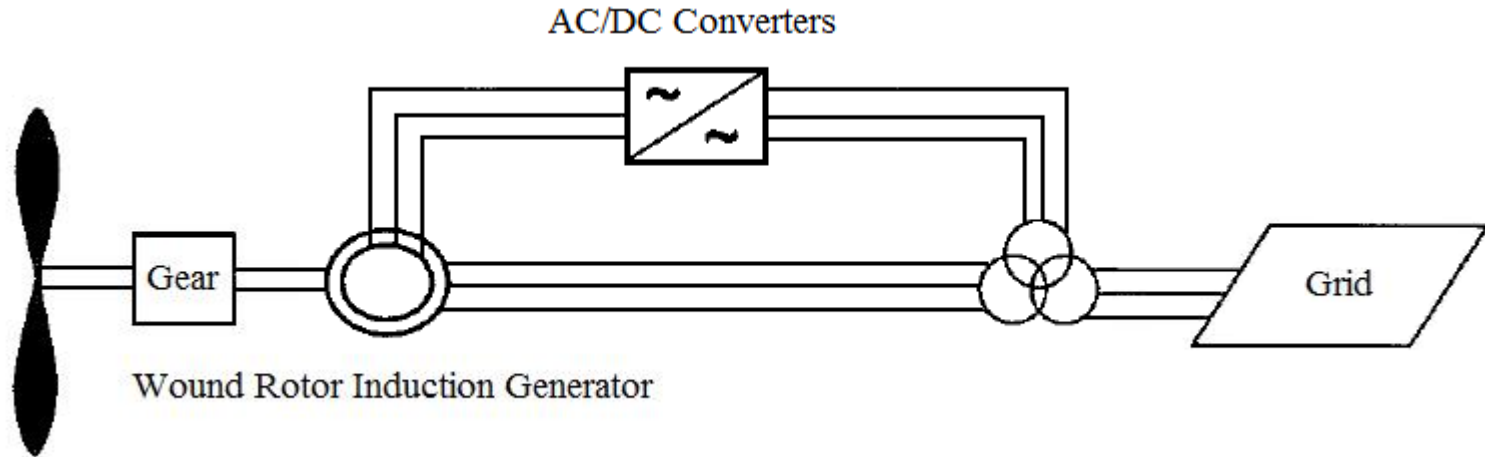 AC/DC Converters
~
~
Gear
Grid
Wound Rotor Induction Generator